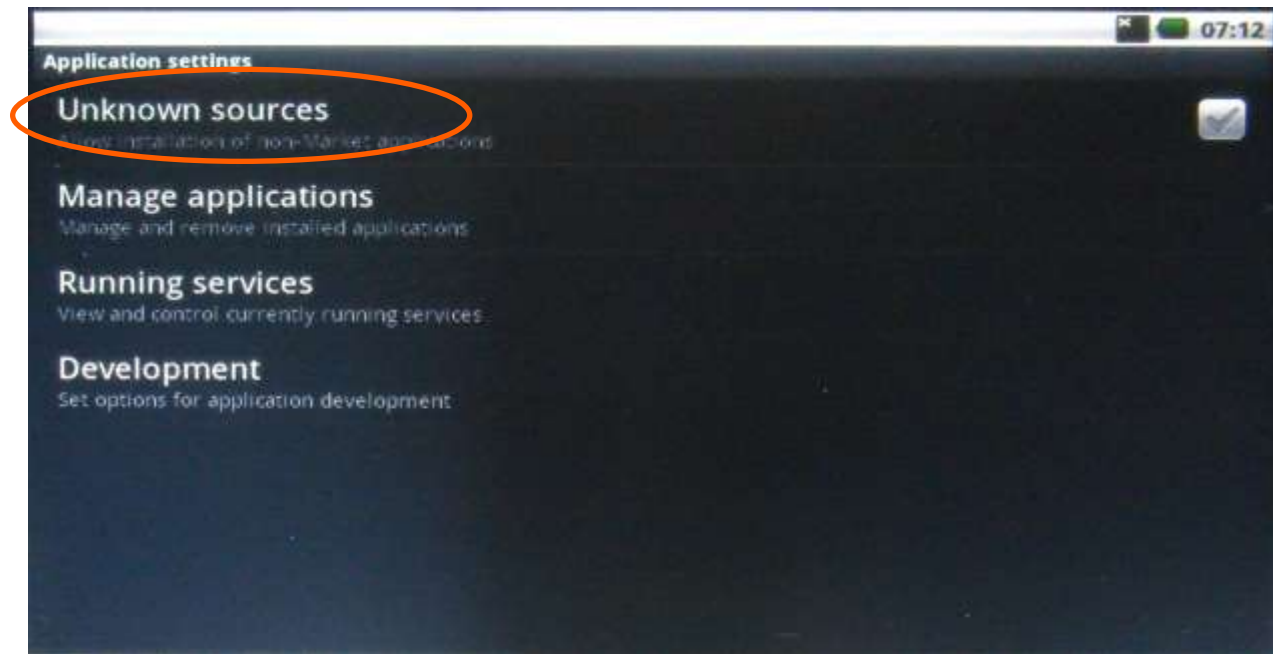 07:12
Application settings
Unknown sources
Allow installation of non-Market applications
Manage applications
Manage and remove installed applications
Running services
View and control currently running services
Development
Set options for application development